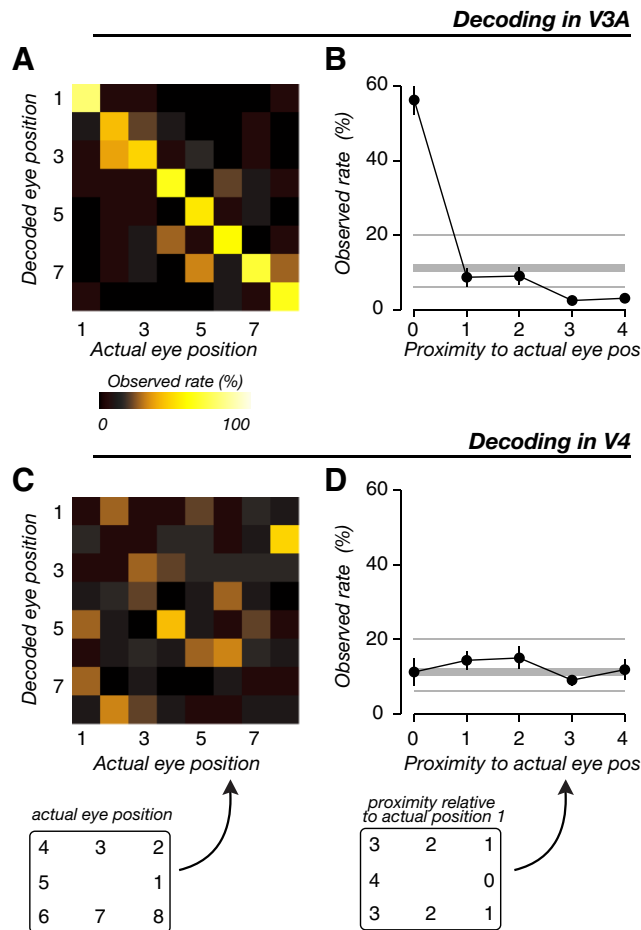 Decoding in V3A
A
B
Decoded eye position
1
3
5
7
1 3 5 7
Actual eye position
Observed rate (%)
0 100
Observed rate (%)
60
40
20
0
0 1 2 3 4
Proximity to actual eye pos
Decoding in V4
C
D
Decoded eye position
1
3
5
7
1 3 5 7
Actual eye position
Observed rate (%)
60
40
20
0
0 1 2 3 4
Proximity to actual eye pos
actual eye position
4 3 2
5 1
6 7 8
proximity relative
to actual position 1
3 2 1
4 0
3 2 1